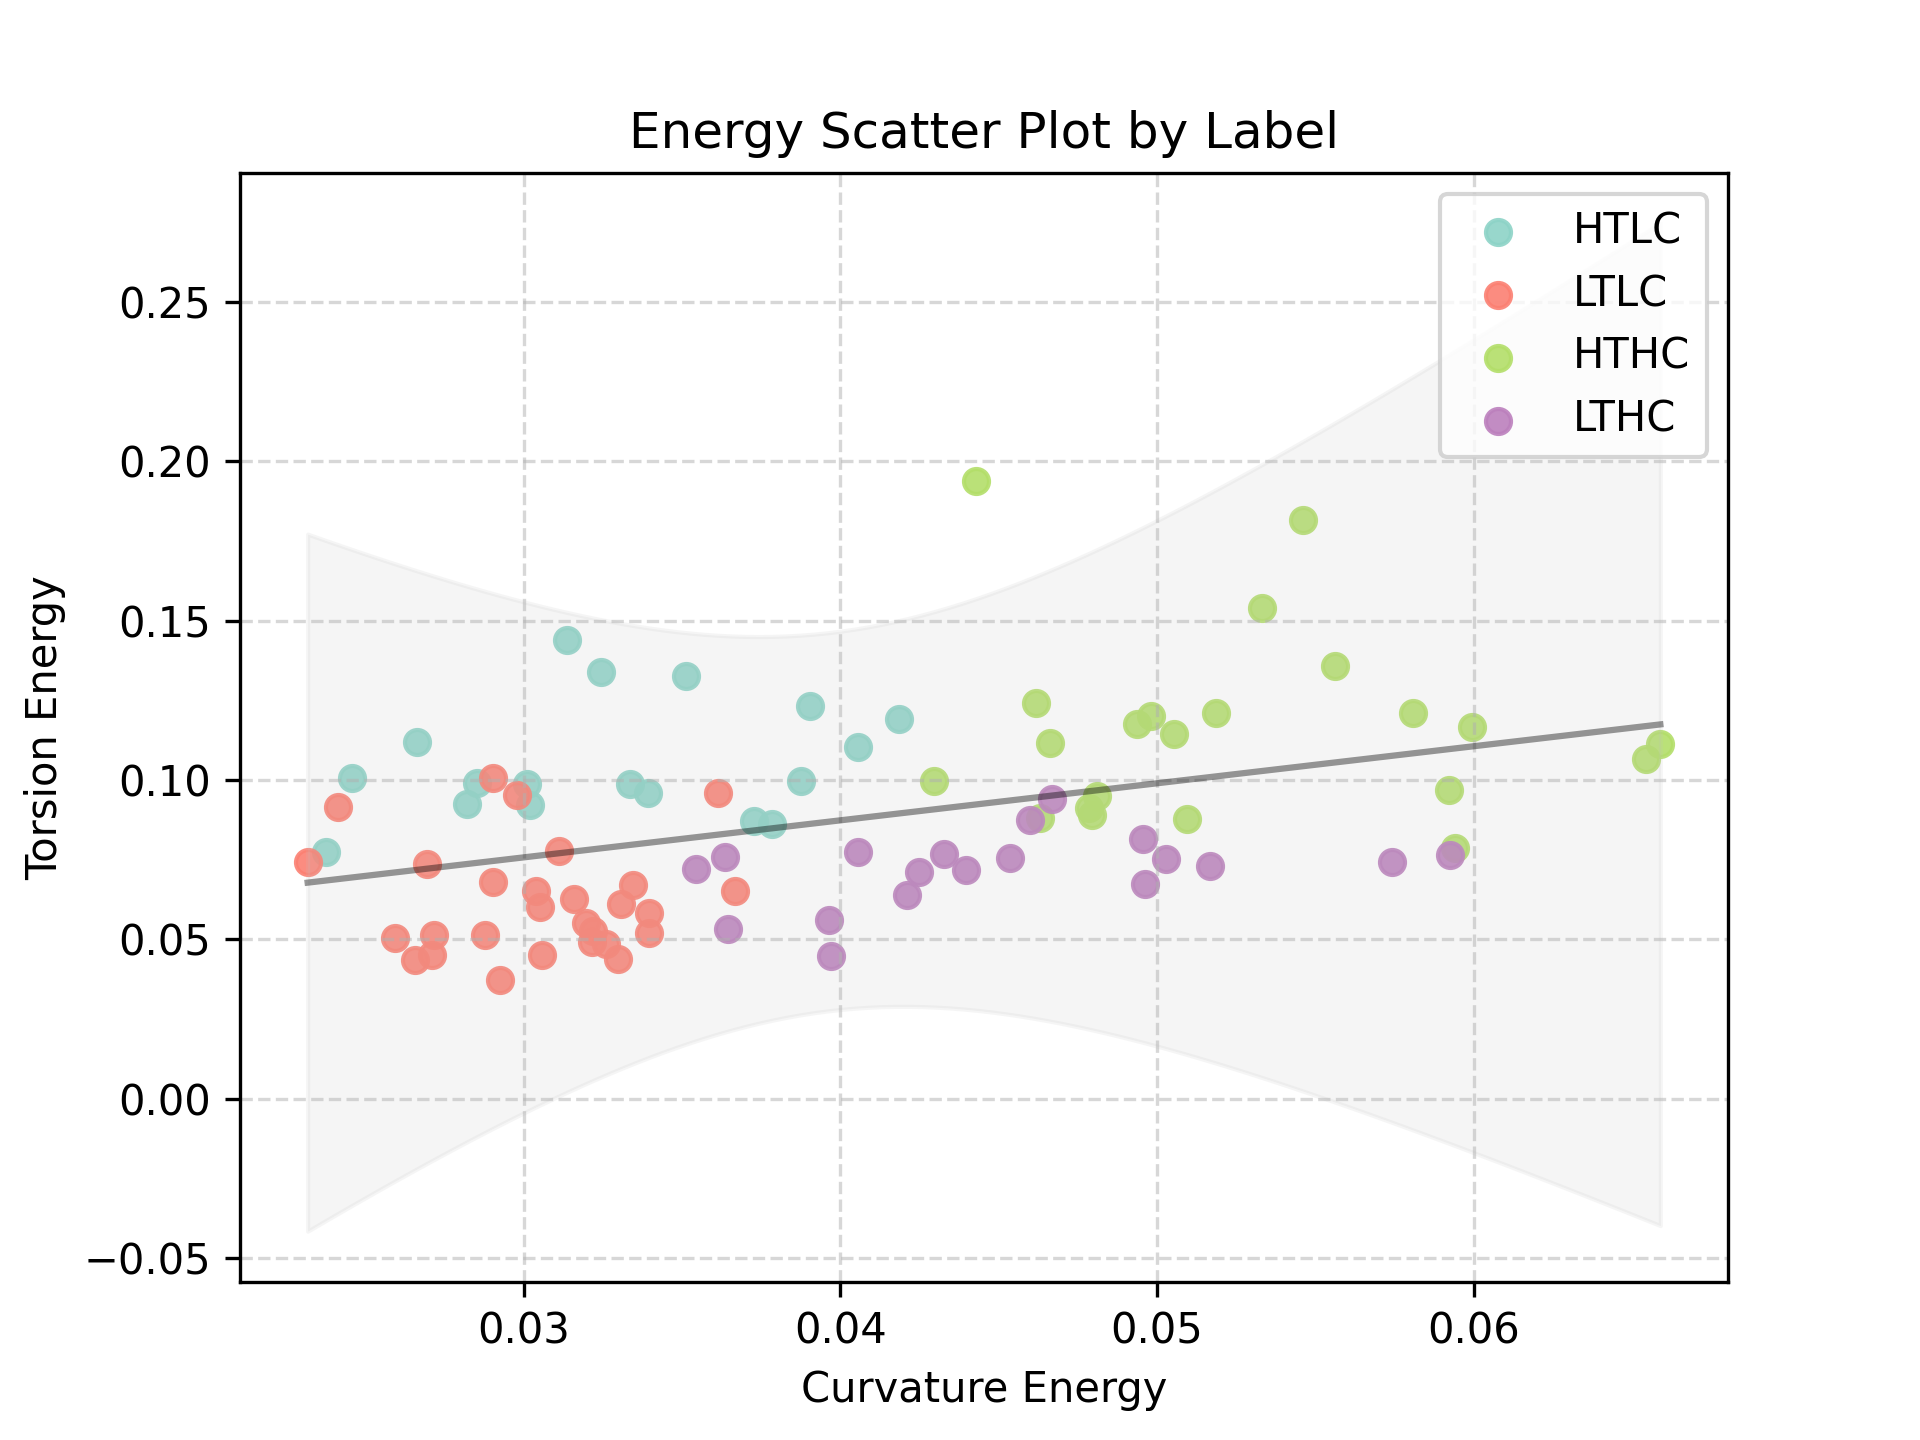 Energy Scatter Plot by Label
HTLC
LTLC
HTHC
LTHC
0.25
0.20
0.15
0.10
0.05
0.00
−0.05
Torsion Energy
0.03 0.04 0.05 0.06
Curvature Energy